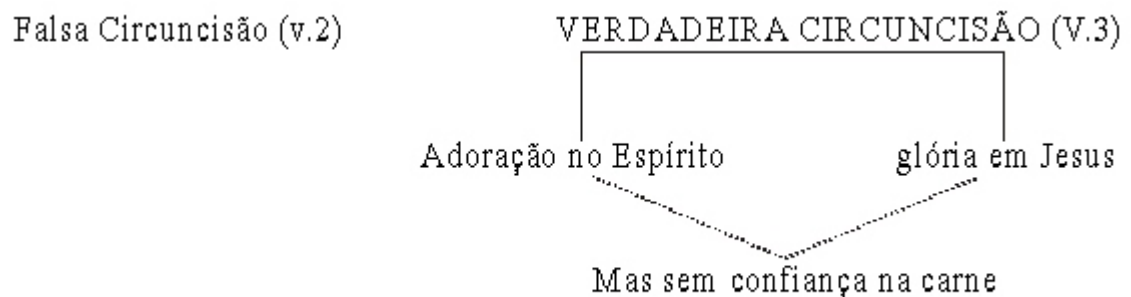 Falsa Circuncisão (v.2) VERDADEIRA CIRCUNCISÃO (V.3)
Adoração no Espírito glória em Jesus
Mas sem confiança na carne